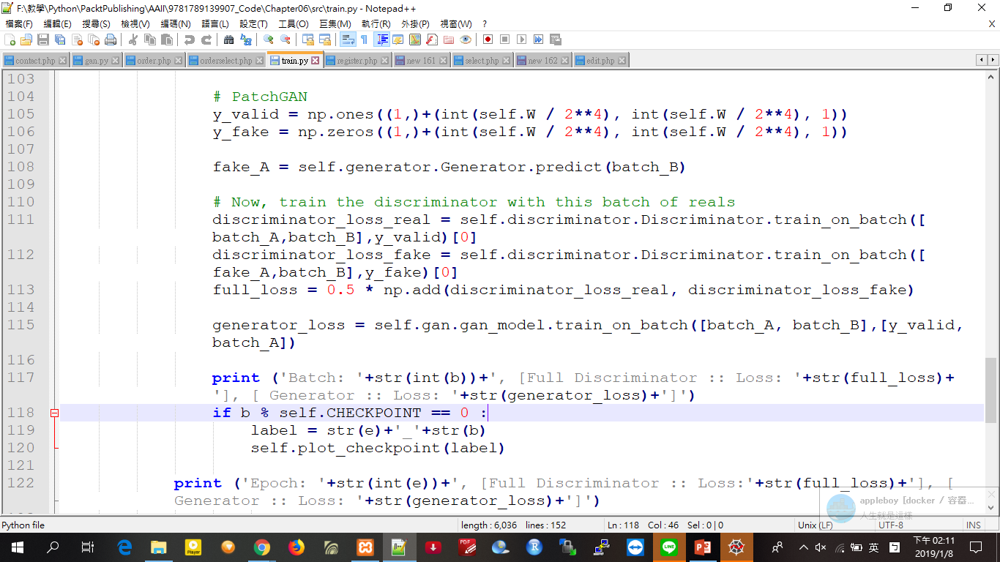 F:\教學\Python\PacktPublishing\AAII\9781789139907_Code\Chapter06\src\train.py - Notepad++
檔案(F) 編輯(E) 搜尋(S) 檢視(V) 編碼(N) 語言(L) 設定(T) 工具(O) 巨集(M) 執行(R) 外掛(P) 視窗(W) ? X
contact.php gan.py order.php orderselect.php train.py register.php new 161 select.php new 162 edit.php
103
104 # PatchGAN
105 y_valid = np.ones((1,)+(int(self.W / 2**4), int(self.W / 2**4), 1))
106 y_fake = np.zeros((1,)+(int(self.W / 2**4), int(self.W / 2**4), 1))
107
108 fake_A = self.generator.Generator.predict(batch_B)
109
110 # Now, train the discriminator with this batch of reals
111 discriminator_loss_real = self.discriminator.Discriminator.train_on_batch([
batch_A,batch_B],y_valid)[0]
112 discriminator_loss_fake = self.discriminator.Discriminator.train_on_batch([
fake_A,batch_B],y_fake)[0]
113 full_loss = 0.5 * np.add(discriminator_loss_real, discriminator_loss_fake)
114
115 generator_loss = self.gan.gan_model.train_on_batch([batch_A, batch_B],[y_valid,
batch_A])
116
117 print ('Batch: '+str(int(b))+', [Full Discriminator :: Loss: '+str(full_loss)+
'], [ Generator :: Loss: '+str(generator_loss)+']')
118 if b % self.CHECKPOINT == 0 :
119 label = str(e)+'_'+str(b)
120 self.plot_checkpoint(label)
121
122 print ('Epoch: '+str(int(e))+', [Full Discriminator :: Loss:'+str(full_loss)+'], [
Generator :: Loss: '+str(generator_loss)+']')
appleboy [docker / 容器...
人生就是這樣
Python file length : 6,036 lines : 152 Ln : 118 Col : 46 Sel : 0 | 0 Unix (LF) UTF-8 INS
Player PDF R LINE P 英 下午 02:11
2019/1/8